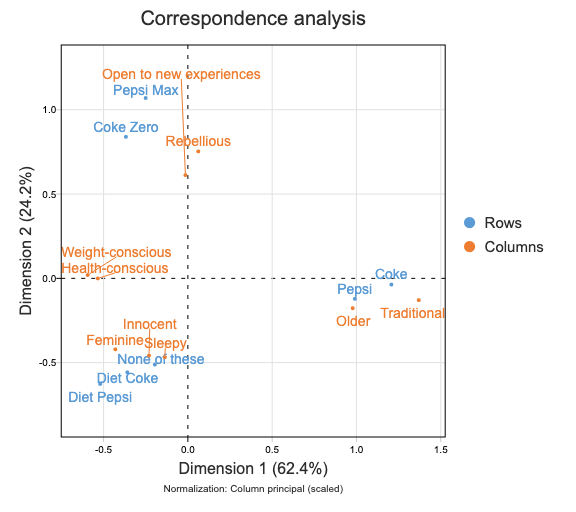 Correspondence analysis
Open to new experiences
Pepsi Max
1.0
Coke Zero
Rebellious
0.5
Rows
Columns
Weight-conscious
Health-conscious
0.0
Coke
Pepsi
Traditional
Older
Innocent
Feminine
Sleepy
None of these
-0.5
Diet Coke
Diet Pepsi
Dimension 2 (24.2%)
-0.5 0.0 0.5 1.0 1.5
Dimension 1 (62.4%)
Normalization: Column principal (scaled)